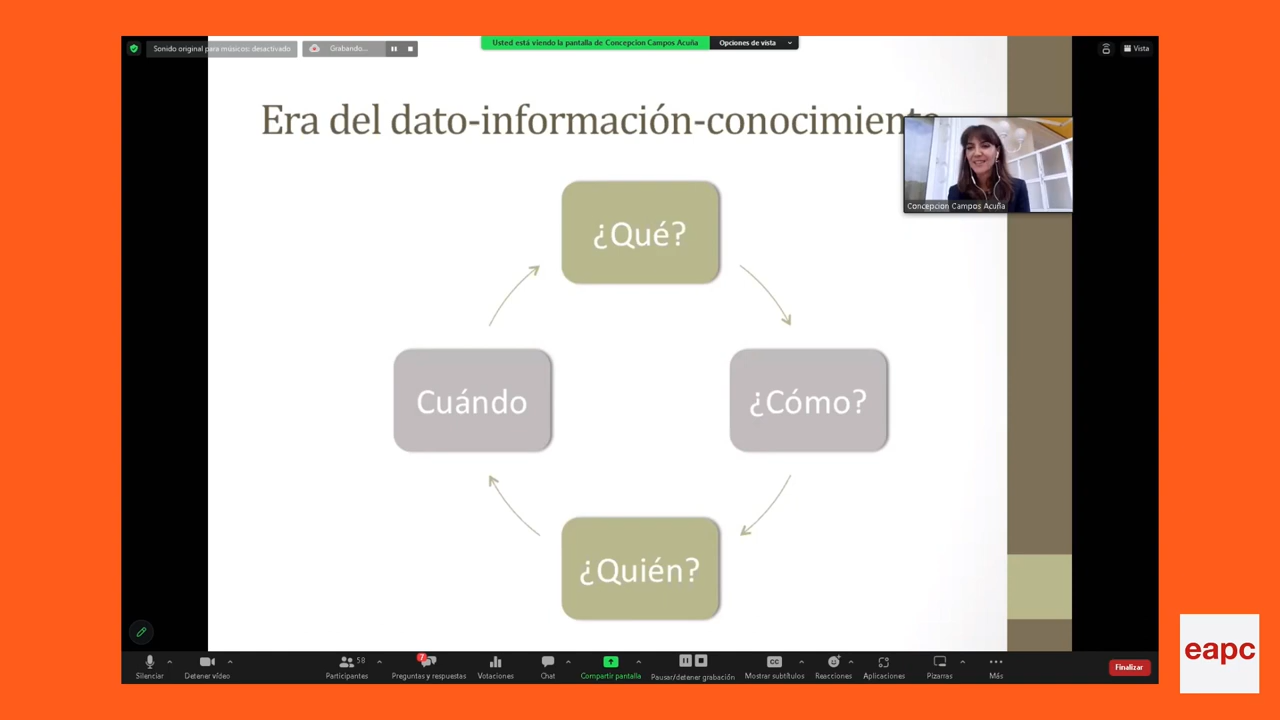 Sonido original para músicos: desactivado
Grabando...
Usted está viendo la pantalla de Concepcion Campos Acuña
Opciones de vista
Vista
Era del dato-información-conocimiento
Concepcion Campos Acuña
¿Qué?
Cuándo
¿Cómo?
¿Quién?
Silenciar
Detener vídeo
58
Participantes
7
Preguntas y respuestas
Votaciones
Chat
Compartir pantalla
Pausar/detener grabación
CC
Mostrar subtítulos
Reacciones
Aplicaciones
Pizarras
Más
Finalizar
eapc